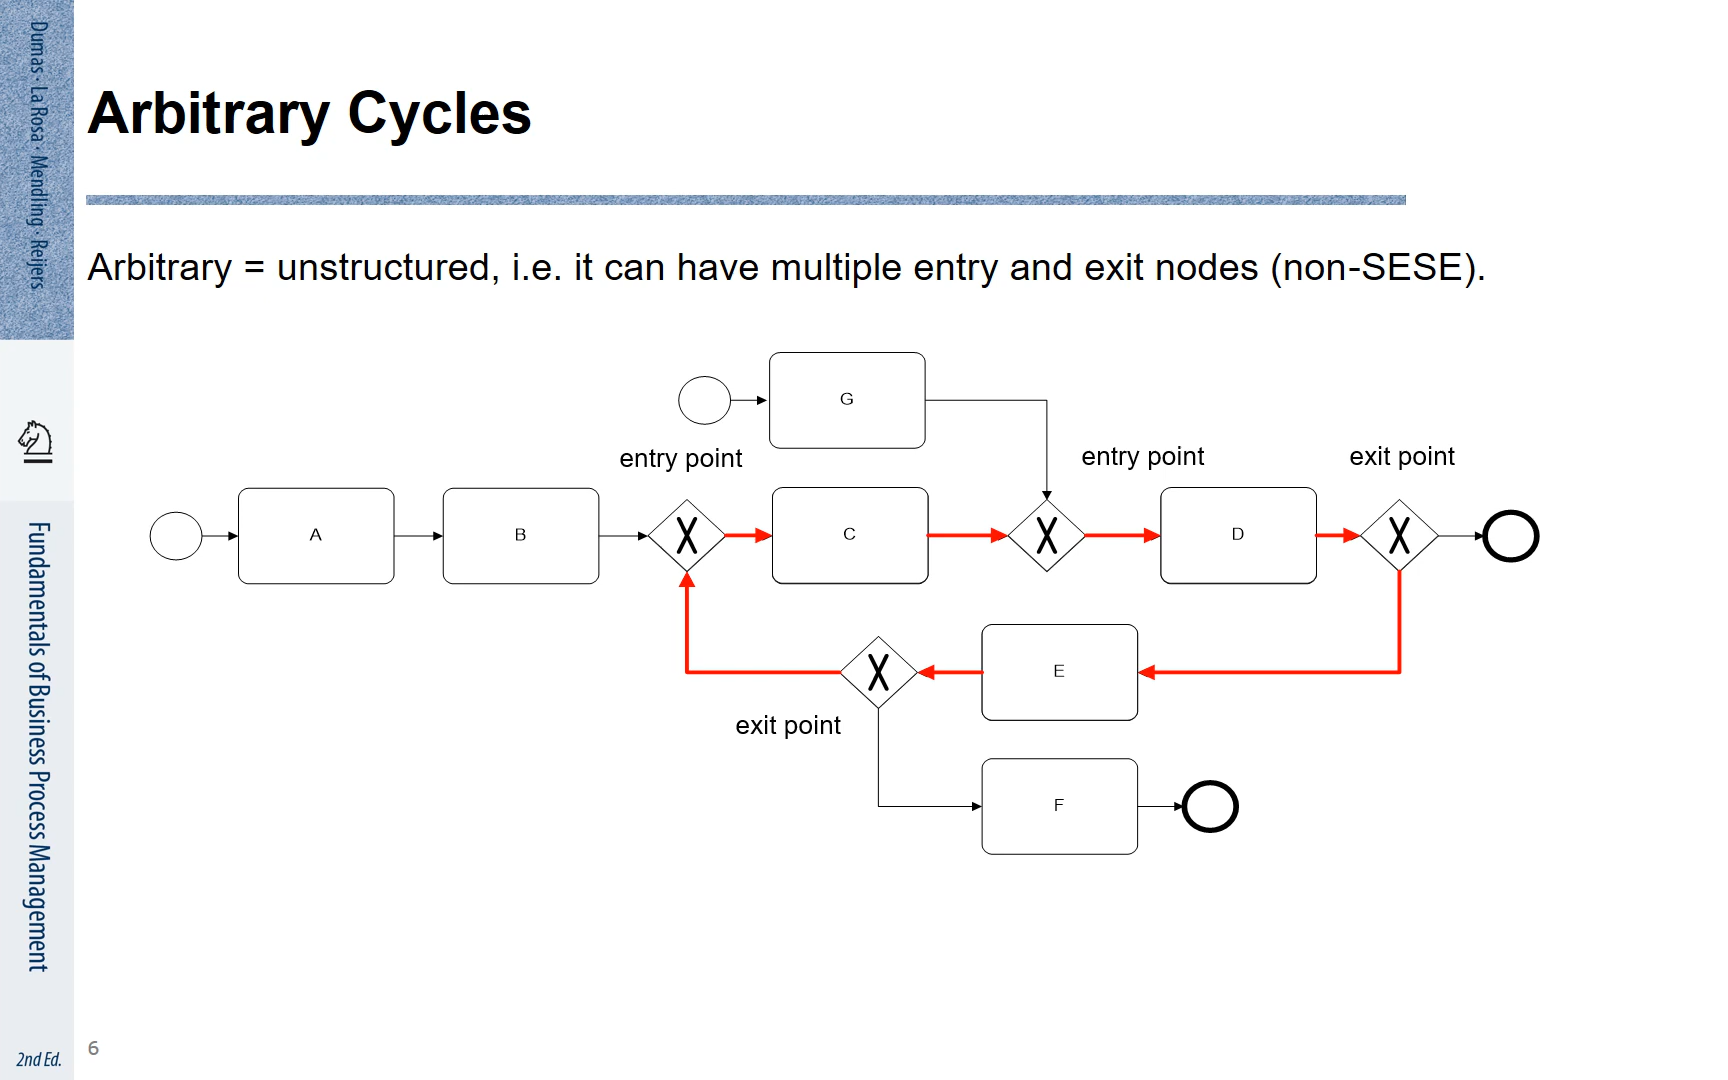 Dumas · La Rosa · Mendling · Reijers
Fundamentals of Business Process Management
2nd Ed.
Arbitrary Cycles
Arbitrary = unstructured, i.e. it can have multiple entry and exit nodes (non-SESE).
G
entry point
entry point
exit point
A
B
X
C
X
D
X
X
E
exit point
F
6